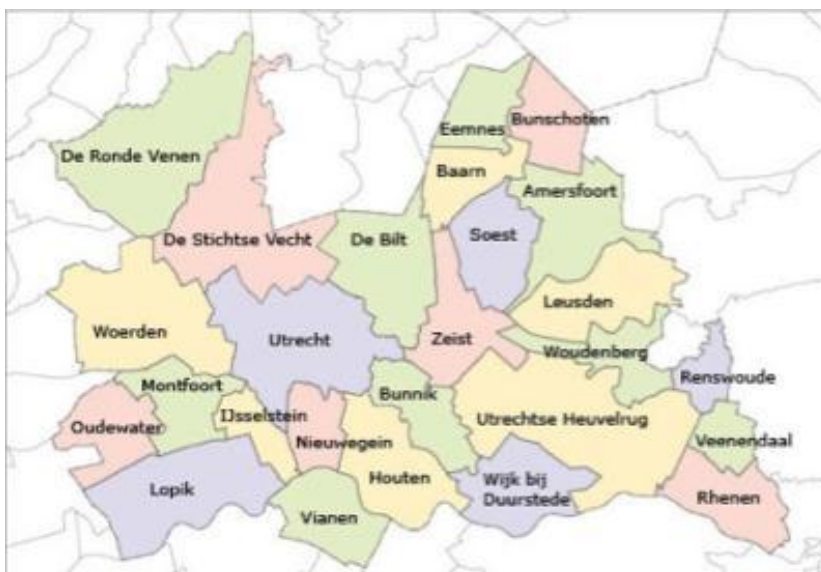 Bunschoten
Eemnes
De Ronde Venen
Baarn
Amersfoort
De Stichtse Vecht
De Bilt
Soest
Leusden
Woerden
Utrecht
Zeist
Woudenberg
Renswoude
Montfoort
Bunnik
IJsselstein
Utrechtse Heuvelrug
Oudewater
Nieuwegein
Veenendaal
Lopik
Houten
Wijk bij
Duurstede
Rhenen
Vianen